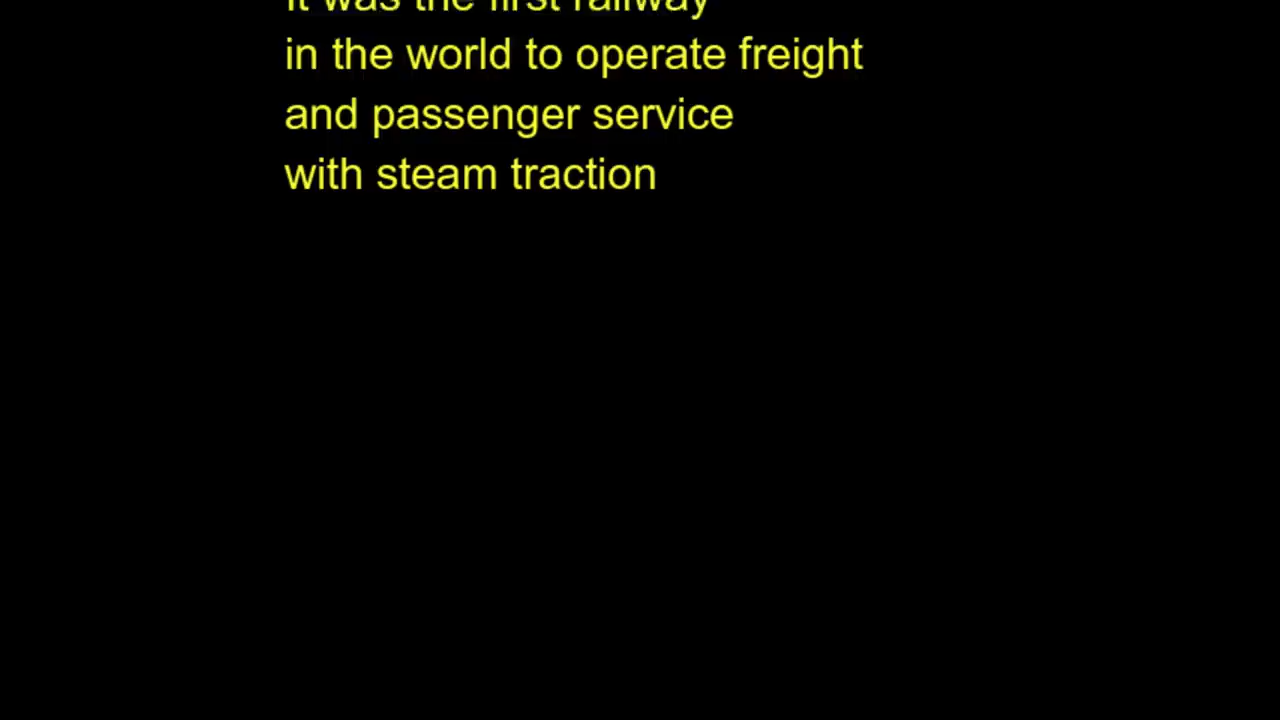 It was the first railway
in the world to operate freight
and passenger service
with steam traction